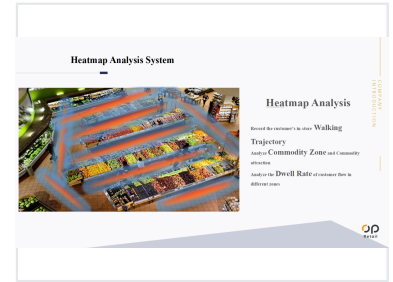 Heatmap Analysis System
COMPANY
INTRODUCTION
Heatmap Analysis
Record the customer's in store Walking
Trajectory
Analyze Commodity Zone and Commodity
attraction
Analyze the Dwell Rate of customer flow in
different zones
OP
Retail